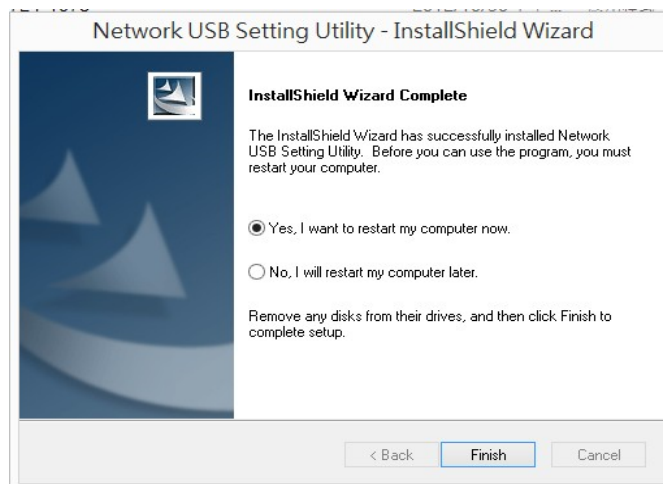 Network USB Setting Utility - InstallShield Wizard
InstallShield Wizard Complete
The InstallShield Wizard has successfully installed Network
USB Setting Utility. Before you can use the program, you must
restart your computer.
Yes, I want to restart my computer now.
No, I will restart my computer later.
Remove any disks from their drives, and then click Finish to
complete setup.
< Back
Finish
Cancel